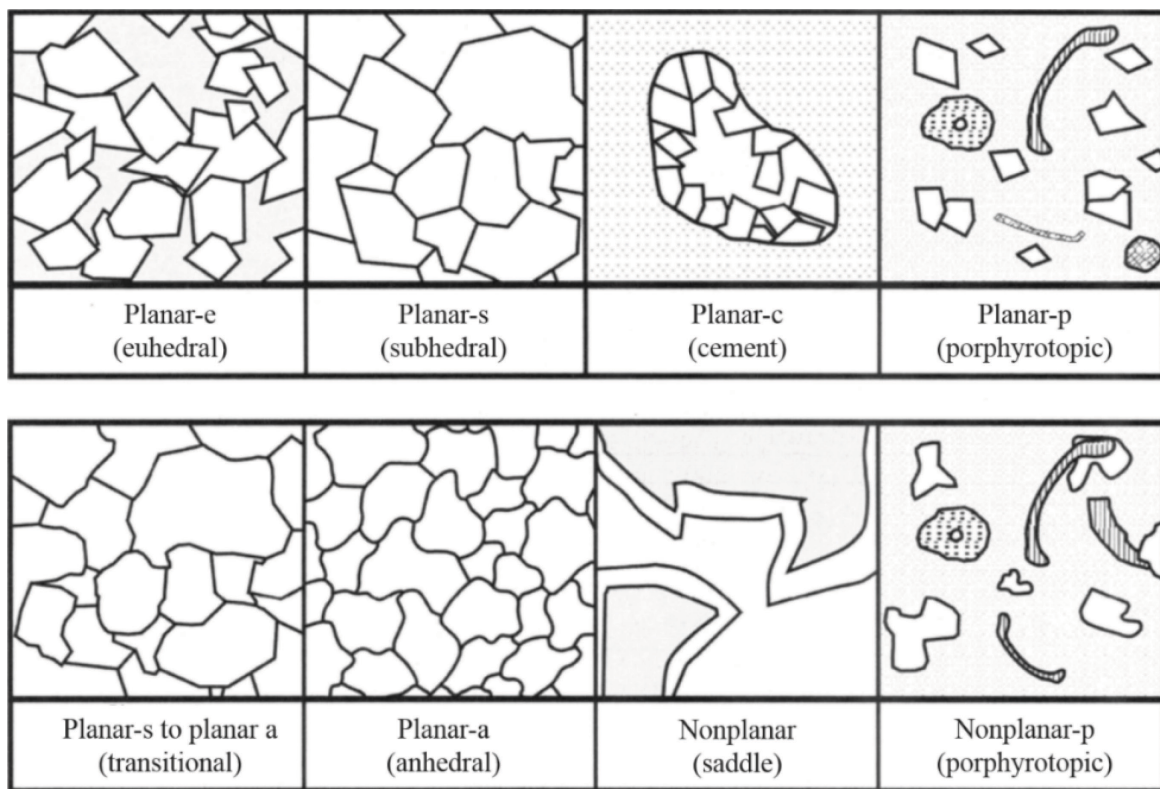 Planar-e
(euhedral)
Planar-s
(subhedral)
Planar-c
(cement)
Planar-p
(porphyrotopic)
Planar-s to planar a
(transitional)
Planar-a
(anhedral)
Nonplanar
(saddle)
Nonplanar-p
(porphyrotopic)